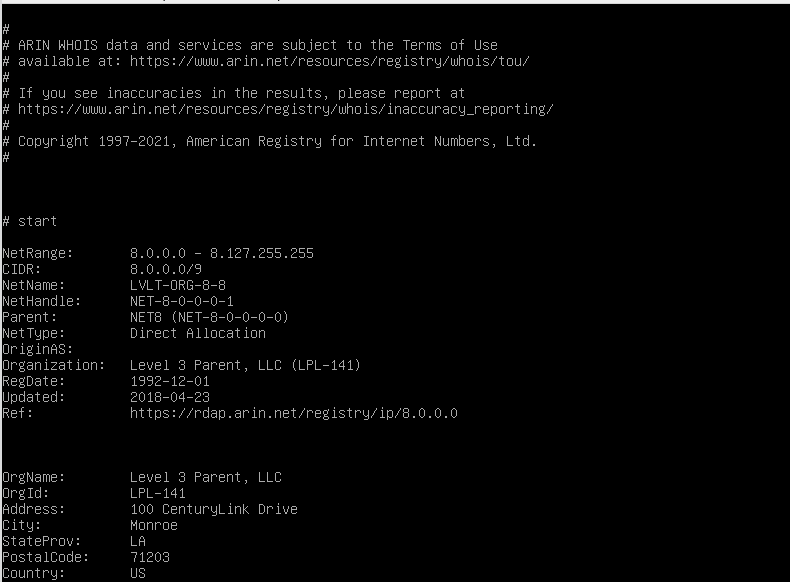 #
# ARIN WHOIS data and services are subject to the Terms of Use
# available at: https://www.arin.net/resources/registry/whois/tou/
#
# If you see inaccuracies in the results, please report at
# https://www.arin.net/resources/registry/whois/inaccuracy_reporting/
#
# Copyright 1997-2021, American Registry for Internet Numbers, Ltd.
#
# start
NetRange: 8.0.0.0 - 8.127.255.255
CIDR: 8.0.0.0/9
NetName: LVLT-ORG-8-8
NetHandle: NET-8-0-0-0-1
Parent: NET8 (NET-8-0-0-0-0)
NetType: Direct Allocation
OriginAS:
Organization: Level 3 Parent, LLC (LPL-141)
RegDate: 1992-12-01
Updated: 2018-04-23
Ref: https://rdap.arin.net/registry/ip/8.0.0.0
OrgName: Level 3 Parent, LLC
OrgId: LPL-141
Address: 100 CenturyLink Drive
City: Monroe
StateProv: LA
PostalCode: 71203
Country: US